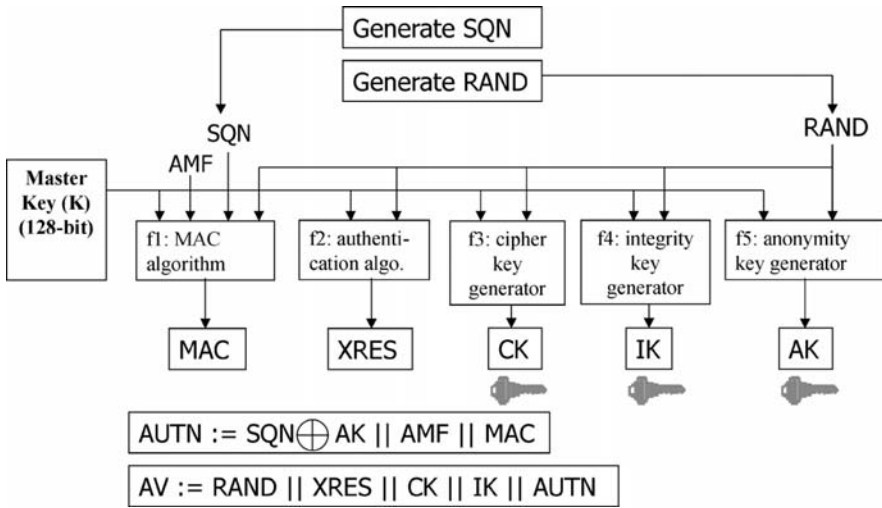 Generate SQN
Generate RAND
SQN
RAND
AMF
Master
Key (K)
(128-bit)
f1: MAC
algorithm
f2: authenti-
cation algo.
f3: cipher
key
generator
f4: integrity
key
generator
f5: anonymity
key generator
MAC
XRES
CK
IK
AK
AUTN := SQN⊕ AK || AMF || MAC
AV := RAND || XRES || CK || IK || AUTN